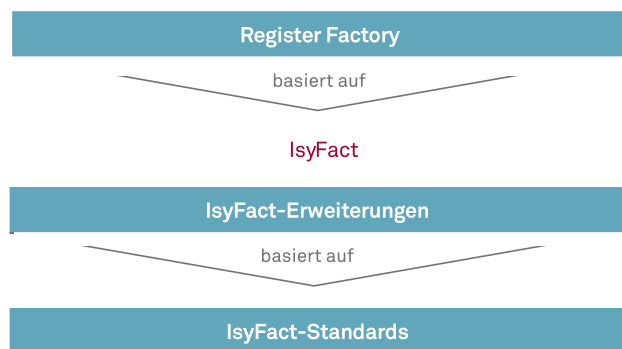 Register Factory
basiert auf
IsyFact
IsyFact-Erweiterungen
basiert auf
IsyFact-Standards